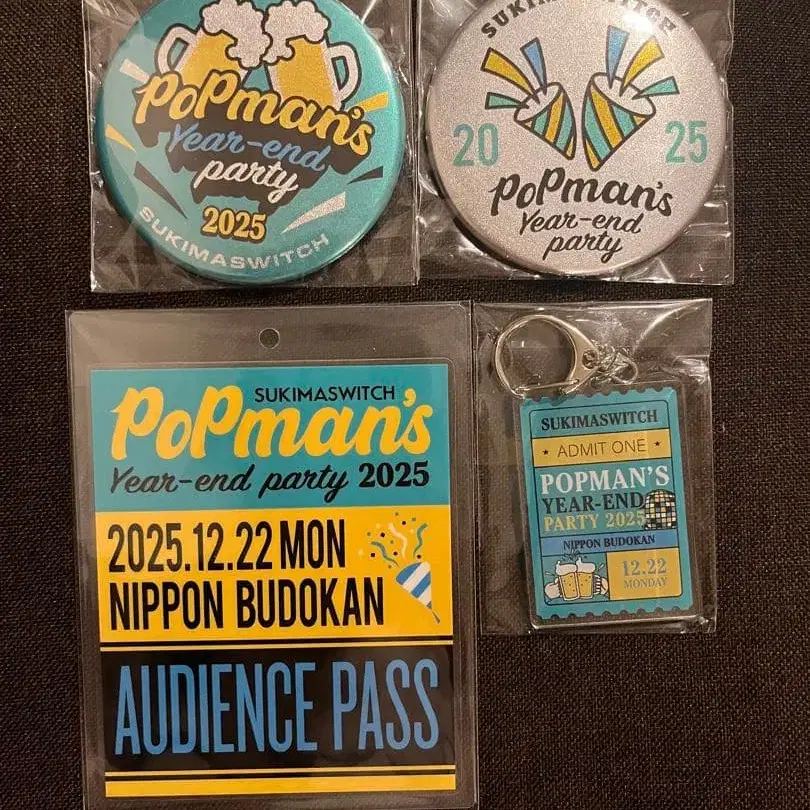 PoPman's
Year-end
party
2025
SUKIMASWITCH
20
25
PoPman's
Year-end
party
SUKIMASWITCH
PoPman's
Year-end party 2025
2025.12.22 MON
NIPPON BUDOKAN
AUDIENCE PASS
SUKIMASWITCH
ADMIT ONE
POPMAN'S
YEAR-END
PARTY 2025
NIPPON BUDOKAN
12.22
MONDAY